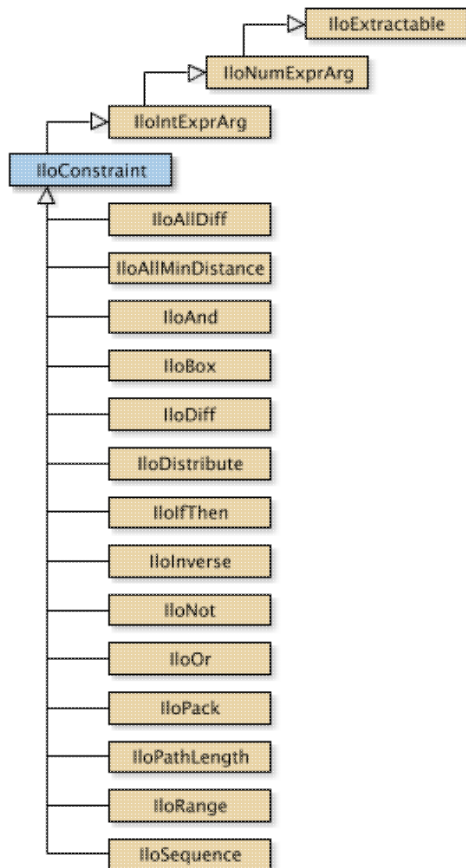 IloExtractable
IloNumExprArg
IloIntExprArg
IloConstraint
IloAllDiff
IloAllMinDistance
IloAnd
IloBox
IloDiff
IloDistribute
IloIfThen
IloInverse
IloNot
IloOr
IloPack
IloPathLength
IloRange
IloSequence